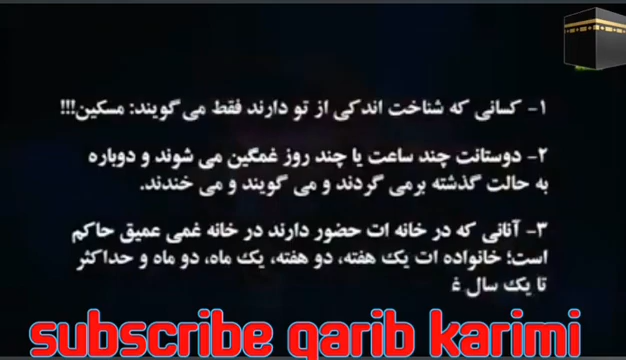 ۱- کسانی که شناخت اندکی از تو دارند فقط می گویند: مسکین!!!
۲- دوستانت چند ساعت یا چند روز غمگین می شوند و دوباره
به حالت گذشته برمی گردند و می گویند و می خندند.
۳- آنانی که در خانه ات حضور دارند در خانه غمی عمیق حاکم
است؛ خانواده ات یک هفته، دو هفته، یک ماه، دو ماه و حداکثر
تا یک سال غ
subscribe qarib karimi